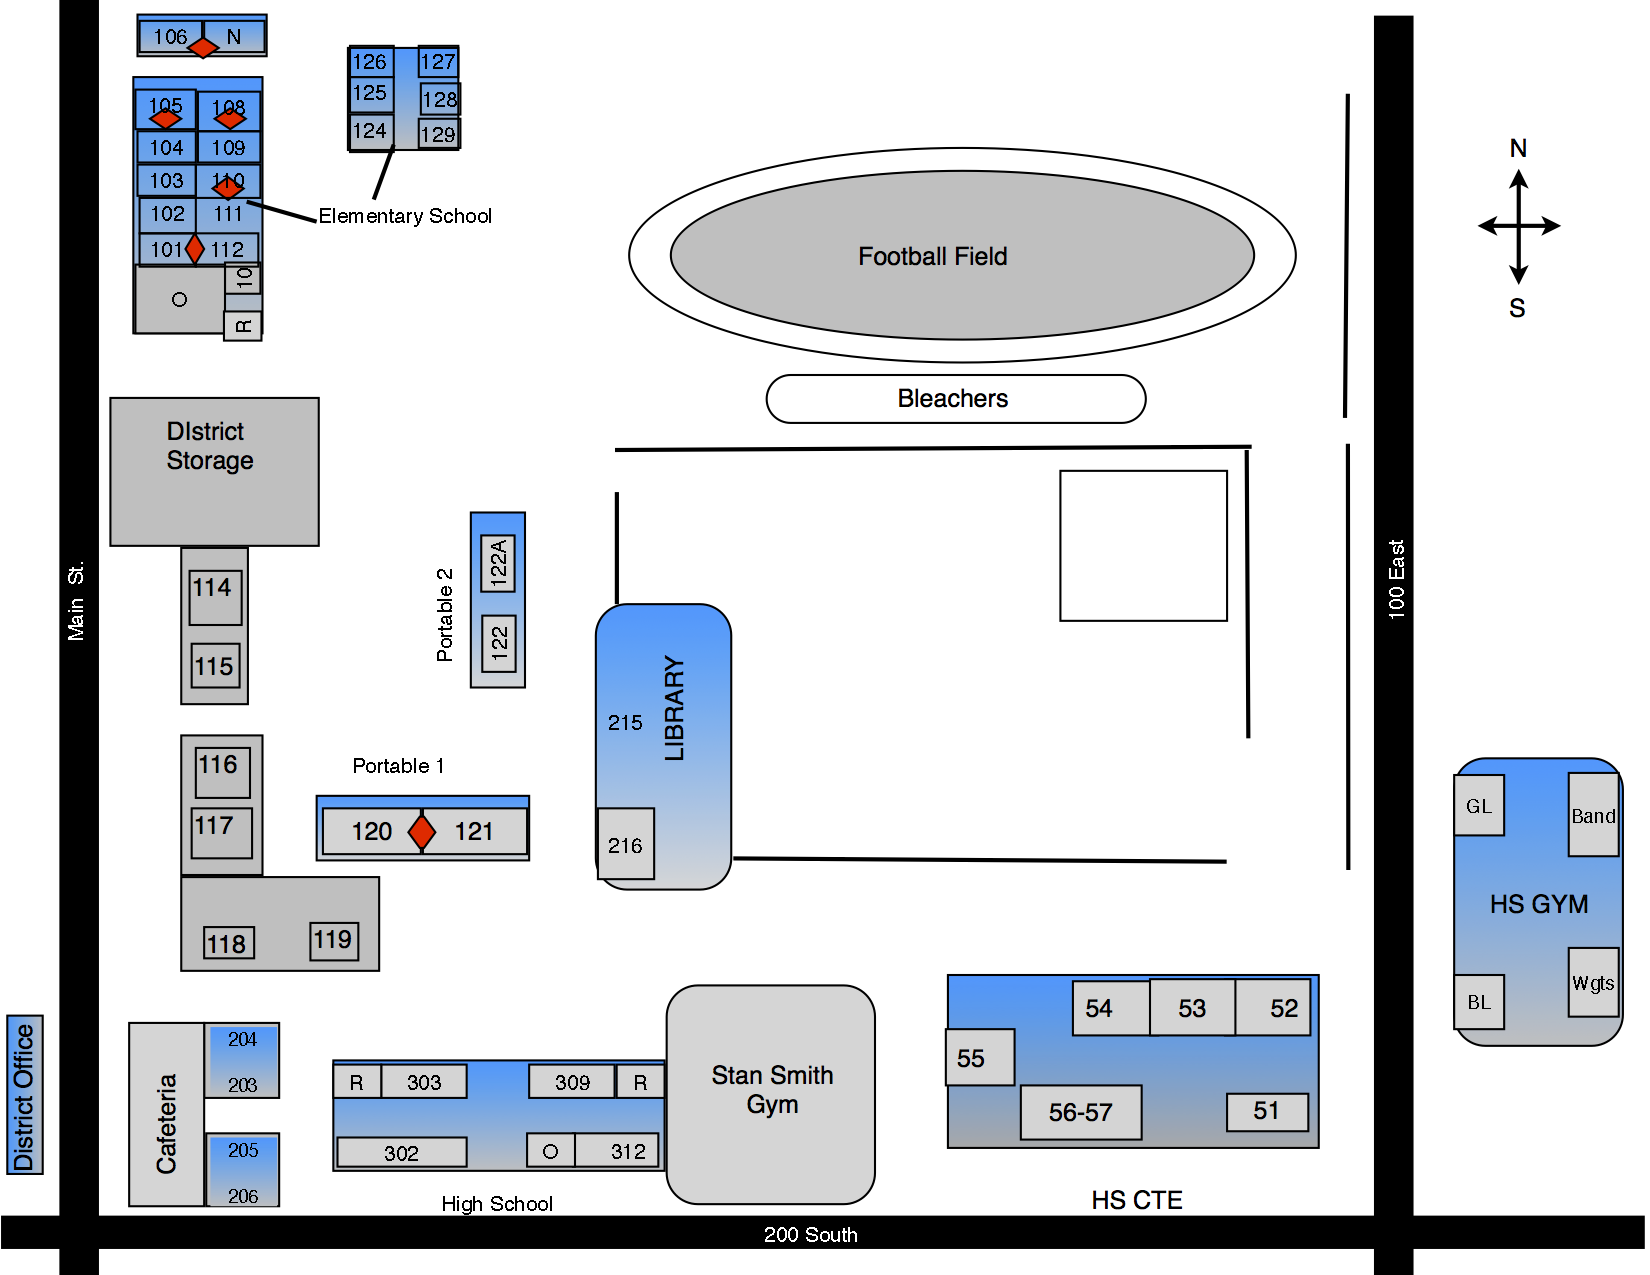 106 N
126 127
125 128
124 129
105 108
104 109
103 110
102 111
101 112
10
O
R
Elementary School
Football Field
Bleachers
N
S
DIstrict
Storage
114
115
Main St.
122A
122
Portable 2
100 East
LIBRARY
215
216
116
117
Portable 1
120 121
118 119
GL Band
HS GYM
BL Wgts
District Office
Cafeteria
204
203
205
206
R 303 309 R
302 O 312
High School
Stan Smith
Gym
54 53 52
55
56-57 51
HS CTE
200 South